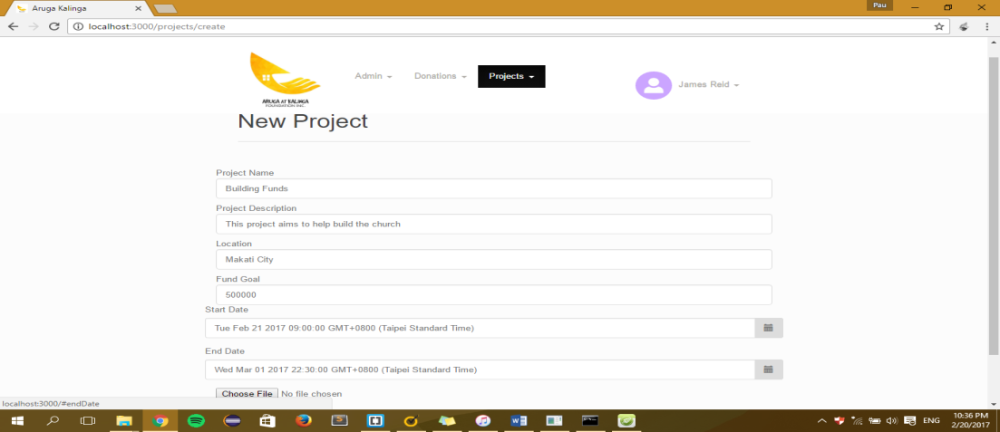 Aruga Kalinga
Pau
localhost:3000/projects/create
Admin
Donations
Projects
James Reid
ARUGA AT KALINGA
FOUNDATION INC.
New Project
Project Name
Building Funds
Project Description
This project aims to help build the church
Location
Makati City
Fund Goal
500000
Start Date
Tue Feb 21 2017 09:00:00 GMT+0800 (Taipei Standard Time)
End Date
Wed Mar 01 2017 22:30:00 GMT+0800 (Taipei Standard Time)
Choose File No file chosen
localhost:3000/#endDate
ENG
10:36 PM
2/20/2017